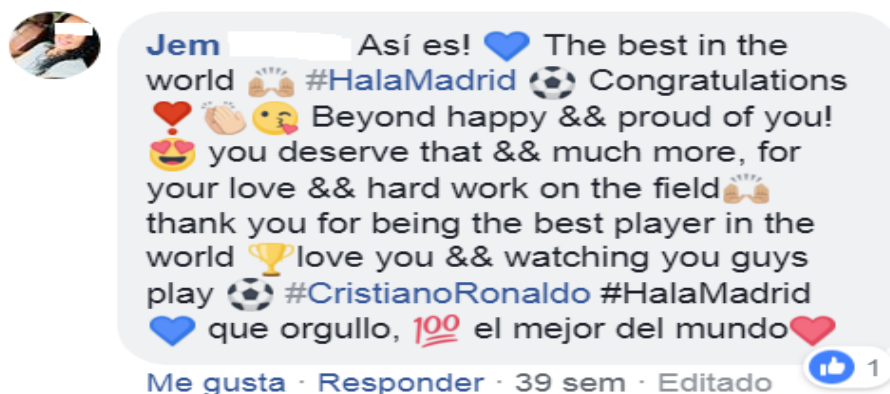 Jem Así es! 💙 The best in the
world 🙌🏼 #HalaMadrid ⚽ Congratulations
❣️ 👏🏻😘 Beyond happy && proud of you!
😍 you deserve that && much more, for
your love && hard work on the field🙌🏼
thank you for being the best player in the
world 🏆love you && watching you guys
play ⚽ #CristianoRonaldo #HalaMadrid
💙 que orgullo, 💯 el mejor del mundo❤️
1
Me gusta · Responder · 39 sem · Editado